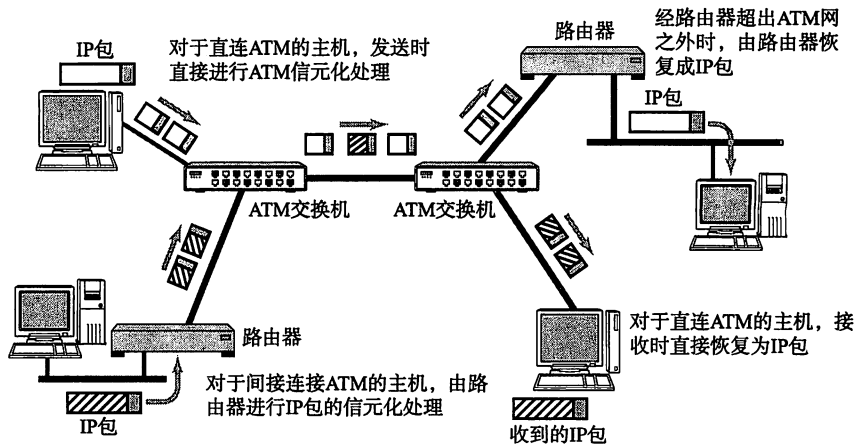 IP包
对于直连ATM的主机，发送时
直接进行ATM信元化处理
路由器
经路由器超出ATM网
之外时，由路由器恢
复成IP包
IP包
ATM交换机
ATM交换机
路由器
对于间接连接ATM的主机，由路
由器进行IP包的信元化处理
IP包
对于直连ATM的主机，接
收时直接恢复为IP包
收到的IP包